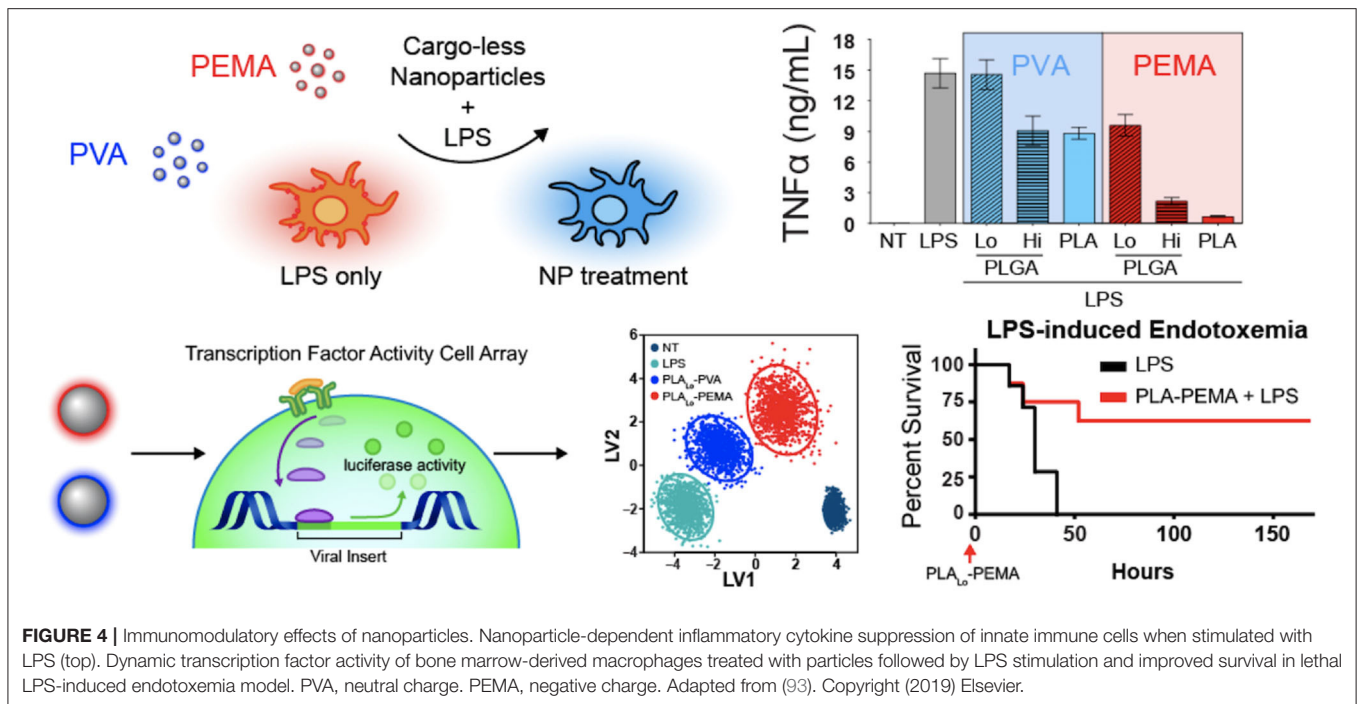 PEMA
PVA
Cargo-less
Nanoparticles
+
LPS
LPS only
NP treatment
TNFα (ng/mL)
18
15
12
9
6
3
0
PVA
PEMA
NT
LPS
Lo
Hi
PLA
Lo
Hi
PLA
PLGA
PLGA
LPS
Transcription Factor Activity Cell Array
luciferase activity
Viral Insert
LV2
6
4
2
0
−2
−4
NT
LPS
PLA_Lo-PVA
PLA_Lo-PEMA
−4
−2
0
2
4
LV1
LPS-induced Endotoxemia
Percent Survival
100
75
50
25
0
LPS
PLA-PEMA + LPS
0
50
100
150
PLA_Lo-PEMA
Hours
FIGURE 4 | Immunomodulatory effects of nanoparticles. Nanoparticle-dependent inflammatory cytokine suppression of innate immune cells when stimulated with
LPS (top). Dynamic transcription factor activity of bone marrow-derived macrophages treated with particles followed by LPS stimulation and improved survival in lethal
LPS-induced endotoxemia model. PVA, neutral charge. PEMA, negative charge. Adapted from (93). Copyright (2019) Elsevier.